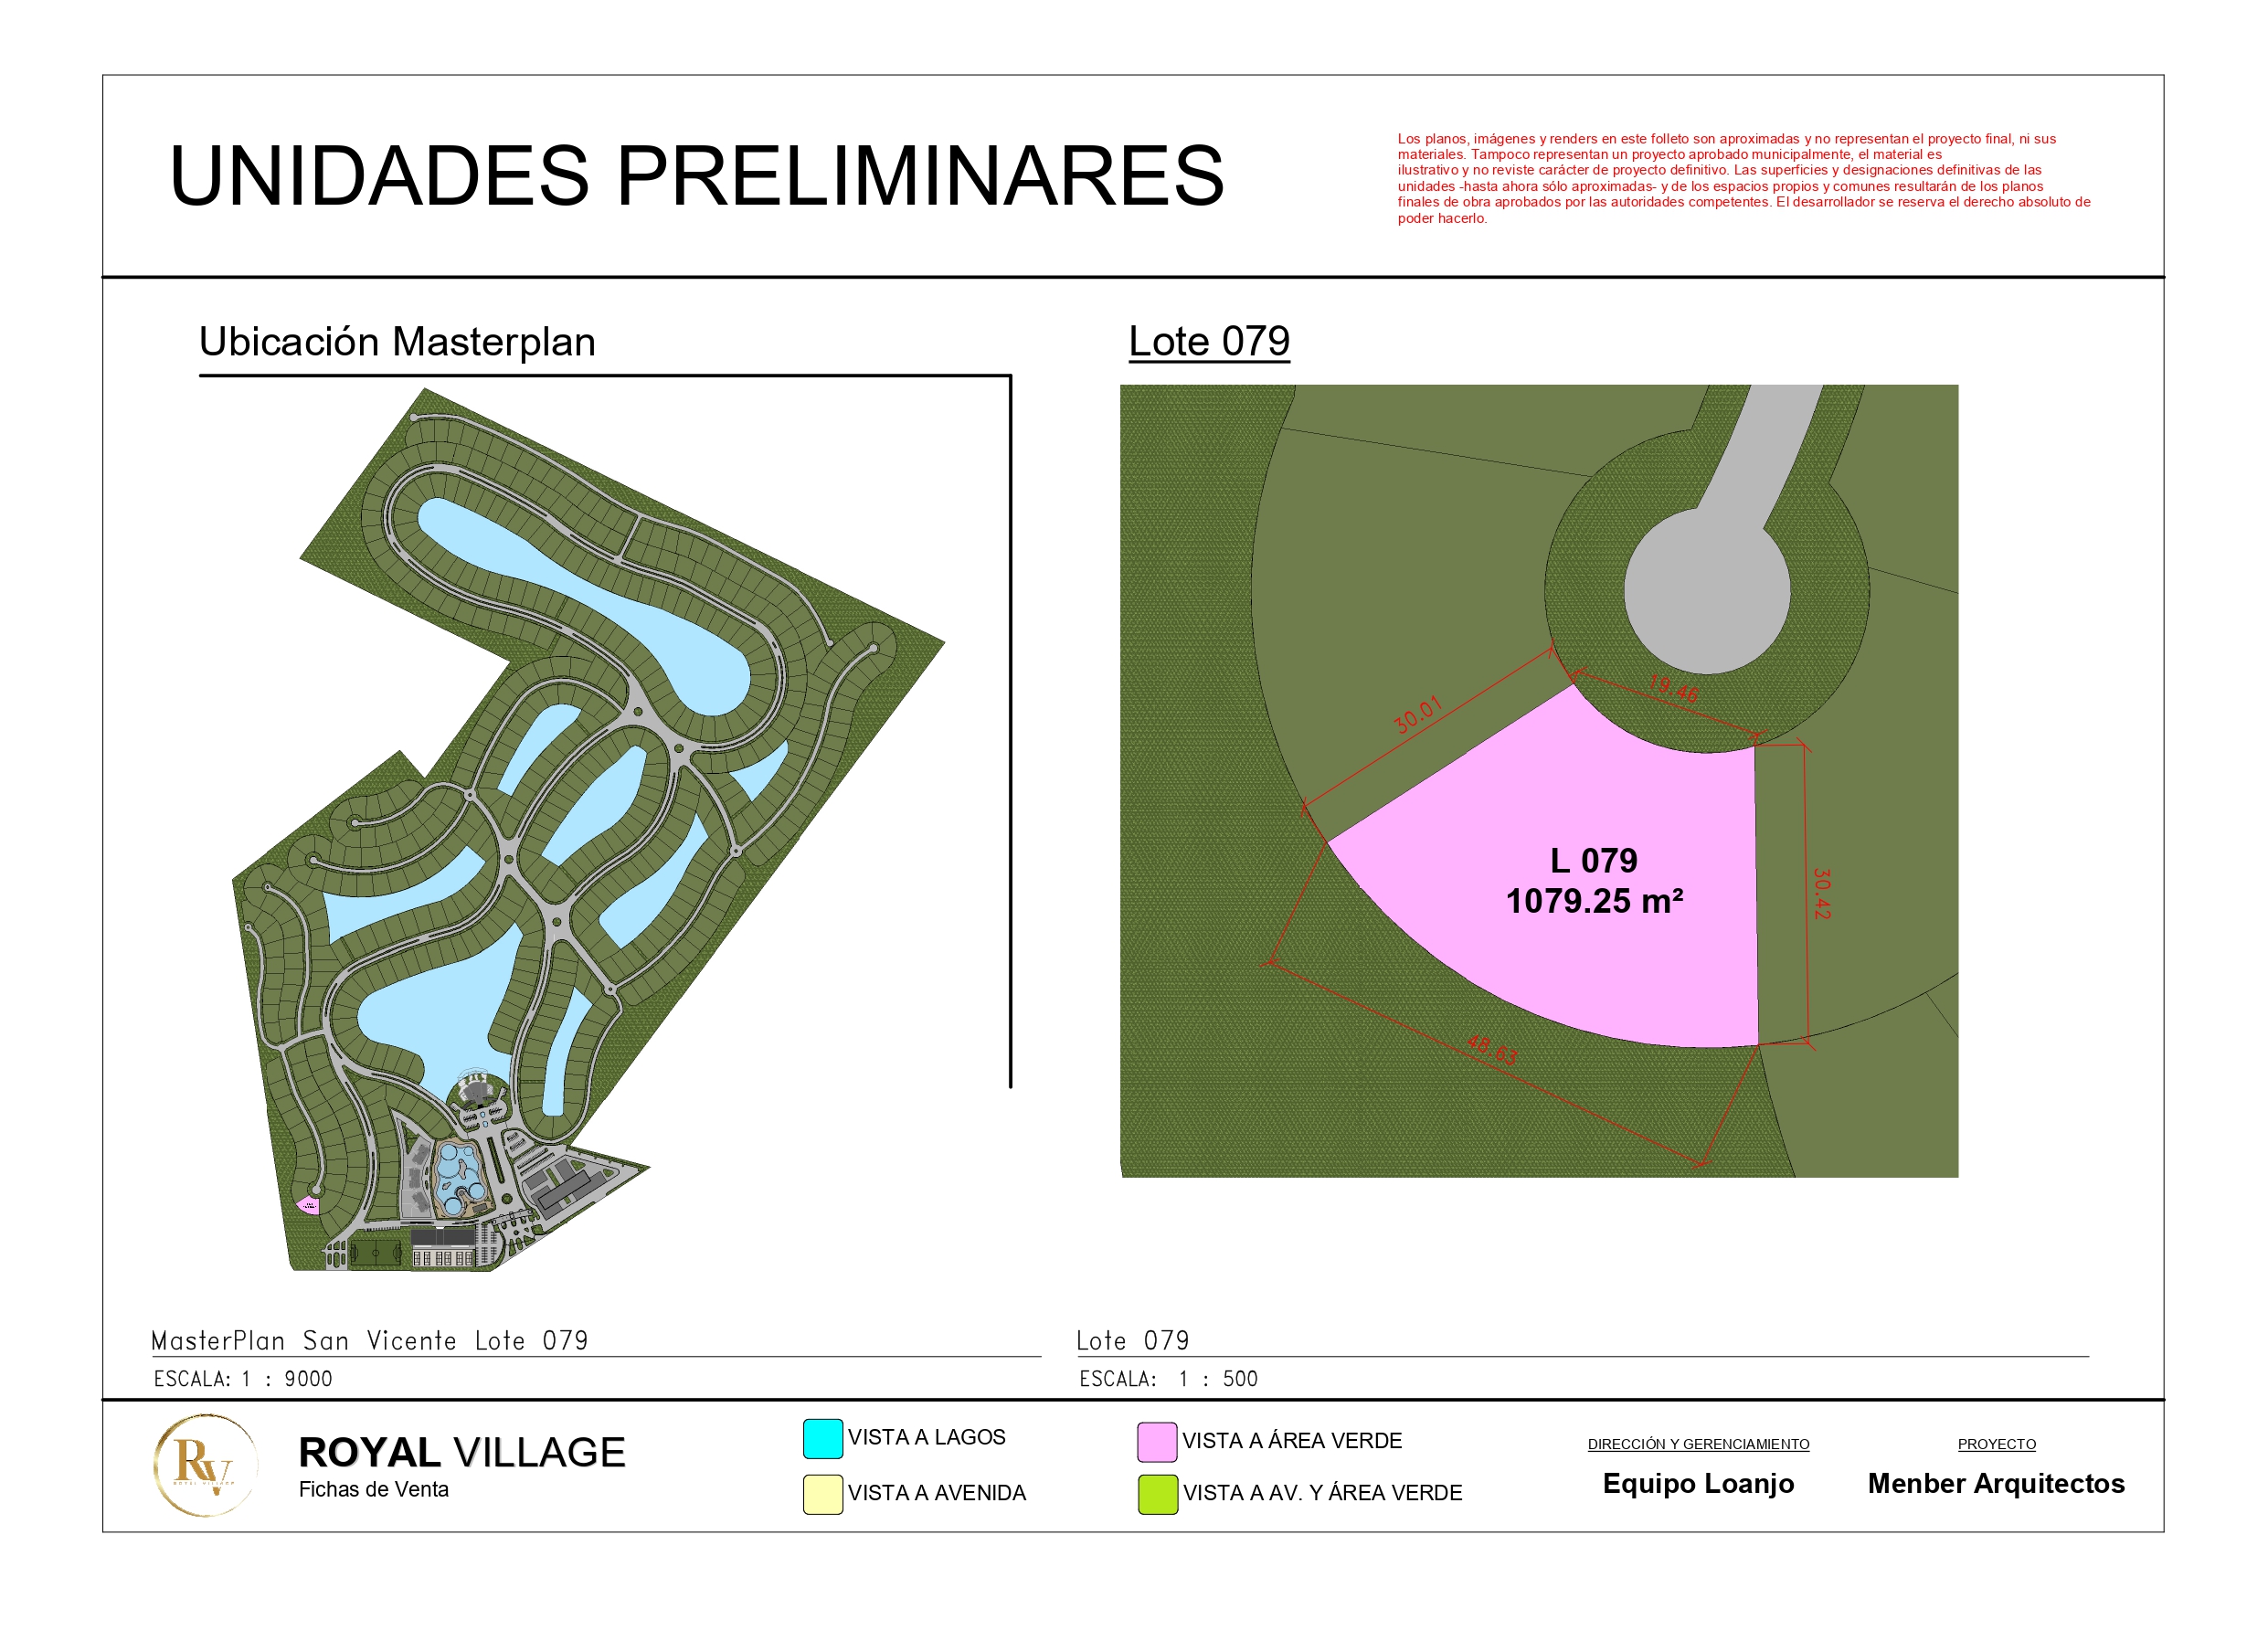 UNIDADES PRELIMINARES
Los planos, imágenes y renders en este folleto son aproximadas y no representan el proyecto final, ni sus
materiales. Tampoco representan un proyecto aprobado municipalmente, el material es
ilustrativo y no reviste carácter de proyecto definitivo. Las superficies y designaciones definitivas de las
unidades -hasta ahora sólo aproximadas- y de los espacios propios y comunes resultarán de los planos
finales de obra aprobados por las autoridades competentes. El desarrollador se reserva el derecho absoluto de
poder hacerlo.
Ubicación Masterplan
Lote 079
19.46
30.01
L 079
1079.25 m²
30.42
48.63
MasterPlan San Vicente Lote 079
ESCALA: 1 : 9000
Lote 079
ESCALA: 1 : 500
RV
ROYAL VILLAGE
ROYAL VILLAGE
Fichas de Venta
VISTA A LAGOS
VISTA A AVENIDA
VISTA A ÁREA VERDE
VISTA A AV. Y ÁREA VERDE
DIRECCIÓN Y GERENCIAMIENTO
Equipo Loanjo
PROYECTO
Menber Arquitectos